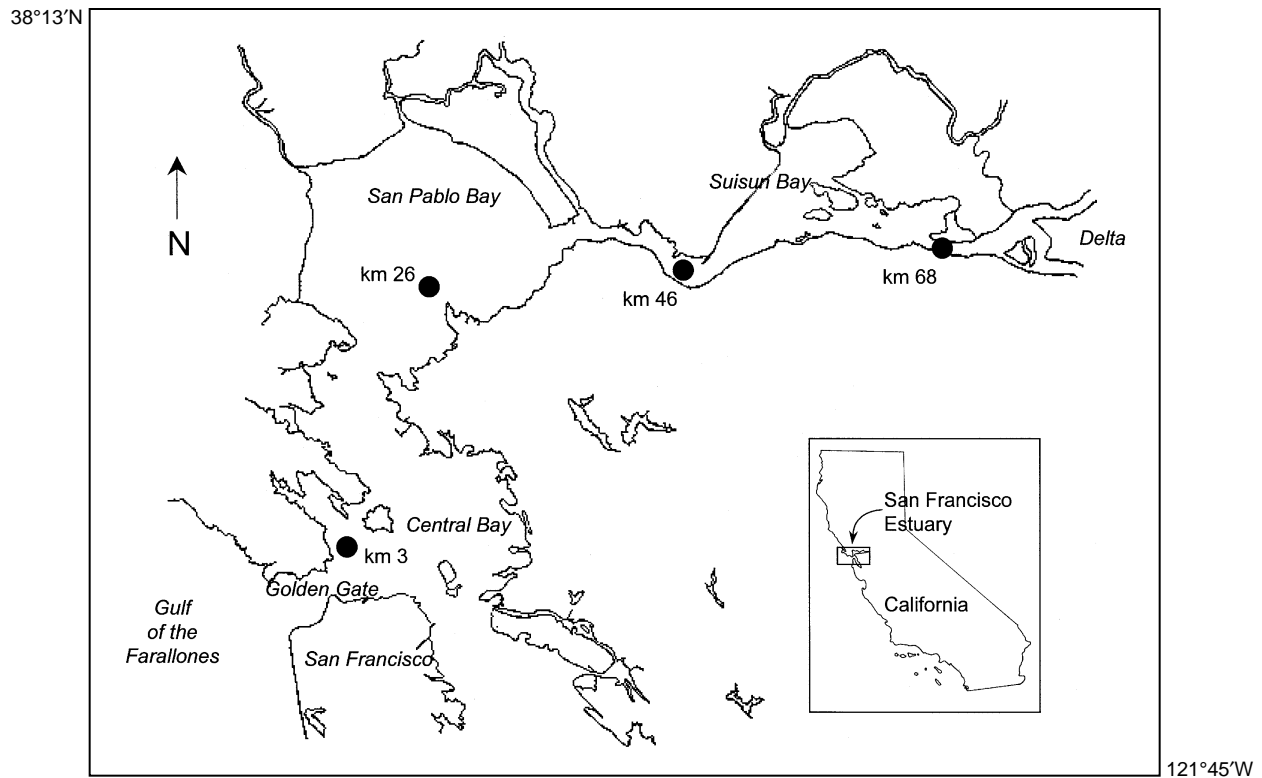 38°13′N
San Pablo Bay
Suisun Bay
N
Delta
km 26
km 46
km 68
San Francisco
Estuary
Central Bay
km 3
Golden Gate
California
Gulf
of the
Farallones
San Francisco
121°45′W